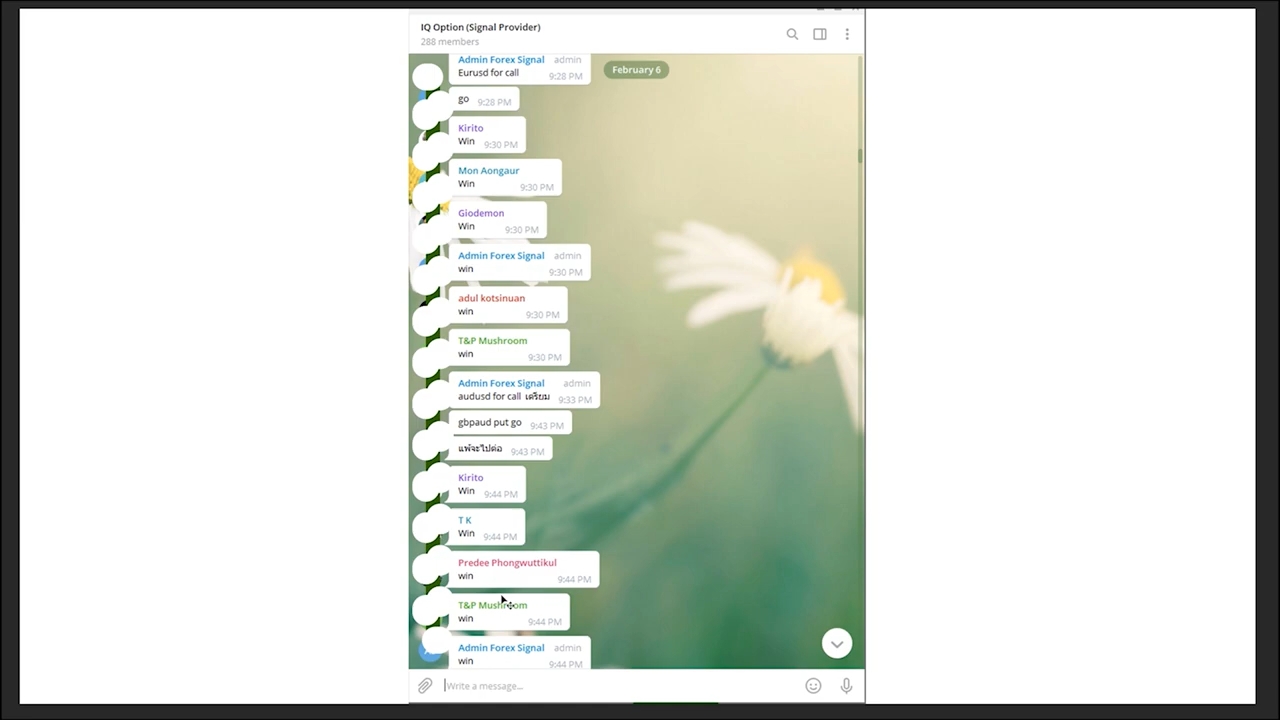 IQ Option (Signal Provider)
288 members
February 6
Admin Forex Signal admin
Eurusd for call 9:28 PM
go 9:28 PM
Kirito
Win 9:30 PM
Mon Aongaur
Win 9:30 PM
Giodemon
Win 9:30 PM
Admin Forex Signal admin
win 9:30 PM
adul kotsinuan
win 9:30 PM
T&P Mushroom
win 9:30 PM
Admin Forex Signal admin
audusd for call เตรียม 9:33 PM
gbpaud put go 9:43 PM
แพ้จะไปต่อ 9:43 PM
Kirito
Win 9:44 PM
T K
Win 9:44 PM
Predee Phongwuttikul
win 9:44 PM
T&P Mushroom
win 9:44 PM
Admin Forex Signal admin
win 9:44 PM
Write a message...